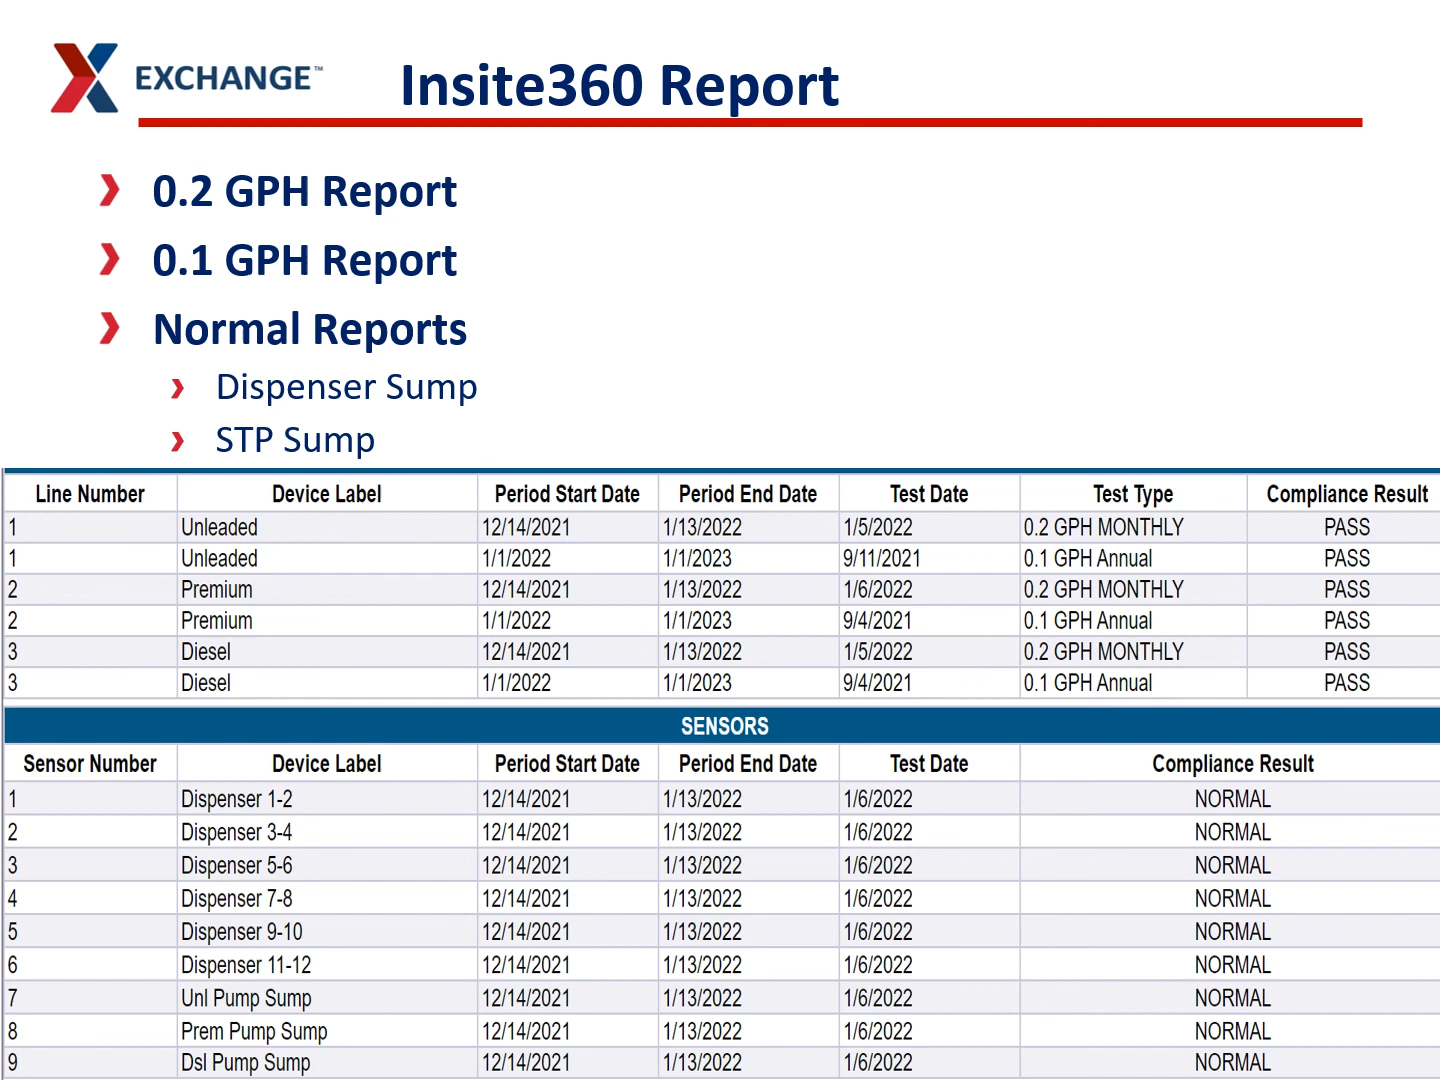 EXCHANGE™
Insite360 Report
0.2 GPH Report
0.1 GPH Report
Normal Reports
Dispenser Sump
STP Sump
Line Number Device Label Period Start Date Period End Date Test Date Test Type Compliance Result
1 Unleaded 12/14/2021 1/13/2022 1/5/2022 0.2 GPH MONTHLY PASS
1 Unleaded 1/1/2022 1/1/2023 9/11/2021 0.1 GPH Annual PASS
2 Premium 12/14/2021 1/13/2022 1/6/2022 0.2 GPH MONTHLY PASS
2 Premium 1/1/2022 1/1/2023 9/4/2021 0.1 GPH Annual PASS
3 Diesel 12/14/2021 1/13/2022 1/5/2022 0.2 GPH MONTHLY PASS
3 Diesel 1/1/2022 1/1/2023 9/4/2021 0.1 GPH Annual PASS
SENSORS
Sensor Number Device Label Period Start Date Period End Date Test Date Compliance Result
1 Dispenser 1-2 12/14/2021 1/13/2022 1/6/2022 NORMAL
2 Dispenser 3-4 12/14/2021 1/13/2022 1/6/2022 NORMAL
3 Dispenser 5-6 12/14/2021 1/13/2022 1/6/2022 NORMAL
4 Dispenser 7-8 12/14/2021 1/13/2022 1/6/2022 NORMAL
5 Dispenser 9-10 12/14/2021 1/13/2022 1/6/2022 NORMAL
6 Dispenser 11-12 12/14/2021 1/13/2022 1/6/2022 NORMAL
7 Unl Pump Sump 12/14/2021 1/13/2022 1/6/2022 NORMAL
8 Prem Pump Sump 12/14/2021 1/13/2022 1/6/2022 NORMAL
9 Dsl Pump Sump 12/14/2021 1/13/2022 1/6/2022 NORMAL